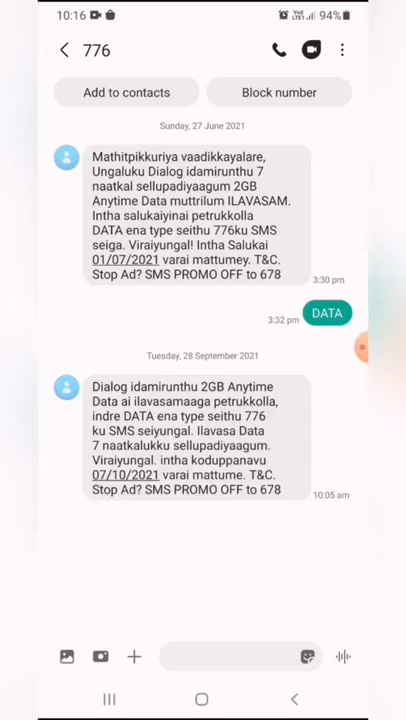 10:16
94%
776
Add to contacts
Block number
Sunday, 27 June 2021
Mathitpikkuriya vaadikkayalare,
Ungaluku Dialog idamirunthu 7
naatkal sellupadiyaagum 2GB
Anytime Data muttrilum ILAVASAM.
Intha salukaiyinai petrukkolla
DATA ena type seithu 776ku SMS
seiga. Viraiyungal! Intha Salukai
01/07/2021 varai mattumey. T&C.
Stop Ad? SMS PROMO OFF to 678
3:30 pm
3:32 pm
DATA
Tuesday, 28 September 2021
Dialog idamirunthu 2GB Anytime
Data ai ilavasamaaga petrukkolla,
indre DATA ena type seithu 776
ku SMS seiyungal. Ilavasa Data
7 naatkalukku sellupadiyaagum.
Viraiyungal. intha koduppanavu
07/10/2021 varai mattume. T&C.
Stop Ad? SMS PROMO OFF to 678
10:05 am